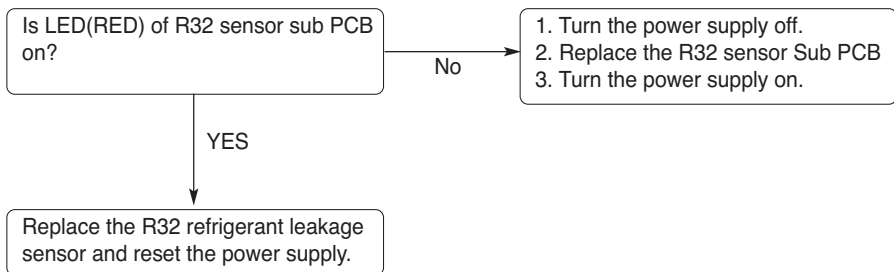 Is LED(RED) of R32 sensor sub PCB
on?
No
1. Turn the power supply off.
2. Replace the R32 sensor Sub PCB
3. Turn the power supply on.
YES
Replace the R32 refrigerant leakage
sensor and reset the power supply.